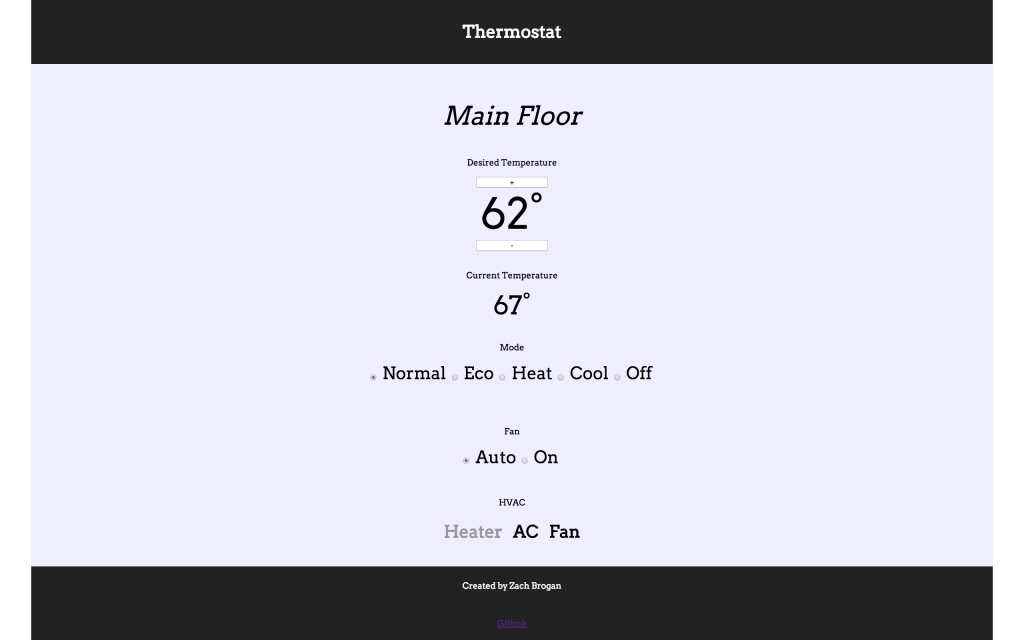 Thermostat
Main Floor
Desired Temperature
+
62°
-
Current Temperature
67°
Mode
Normal Eco Heat Cool Off
Fan
Auto On
HVAC
Heater AC Fan
Created by Zach Brogan
Github